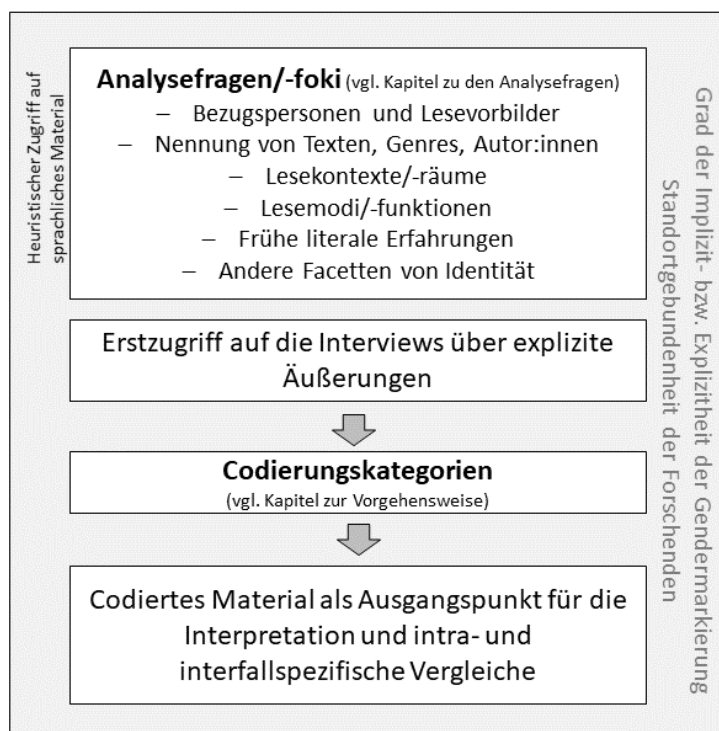 Heuristischer Zugriff auf
sprachliches Material
Analysefragen/-foki (vgl. Kapitel zu den Analysefragen)
– Bezugspersonen und Lesevorbilder
– Nennung von Texten, Genres, Autor:innen
– Lesekontexte/-räume
– Lesemodi/-funktionen
– Frühe literale Erfahrungen
– Andere Facetten von Identität
Erstzugriff auf die Interviews über explizite
Äußerungen
Codierungskategorien
(vgl. Kapitel zur Vorgehensweise)
Codiertes Material als Ausgangspunkt für die
Interpretation und intra- und
interfallspezifische Vergleiche
Grad der Implizit- bzw. Explizitheit der Gendermarkierung
Standortgebundenheit der Forschenden